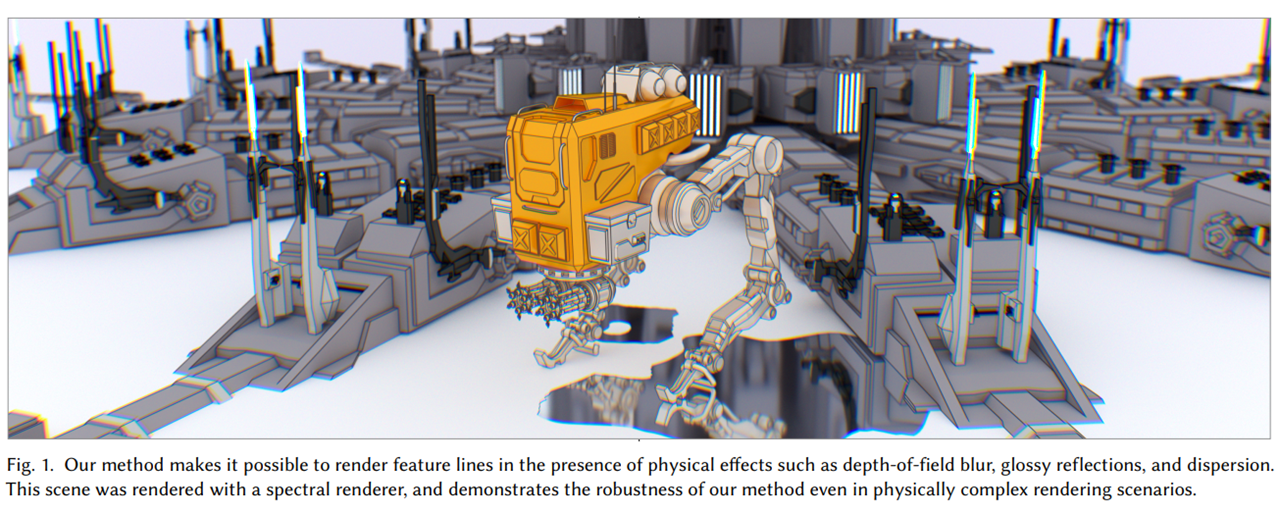 Fig. 1. Our method makes it possible to render feature lines in the presence of physical effects such as depth-of-field blur, glossy reflections, and dispersion.
This scene was rendered with a spectral renderer, and demonstrates the robustness of our method even in physically complex rendering scenarios.